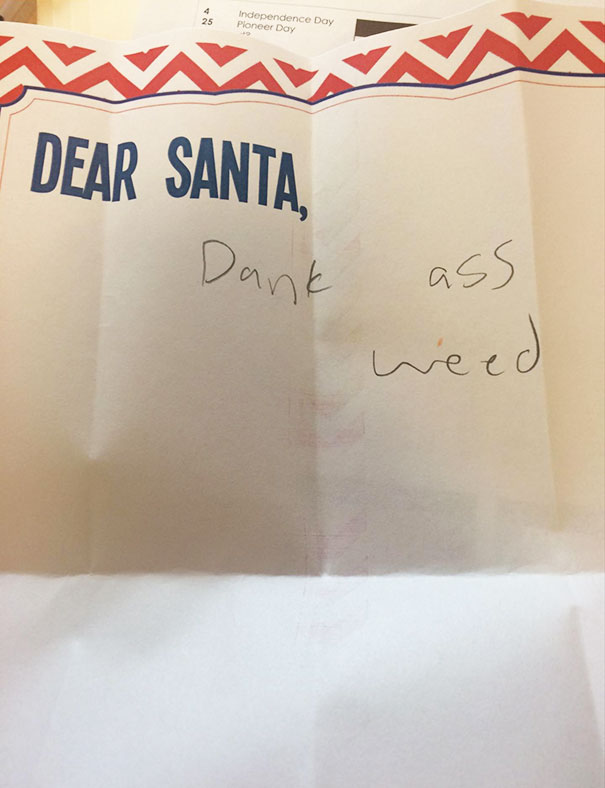 4 Independence Day
25 Pioneer Day
DEAR SANTA,
Dank ass
weed